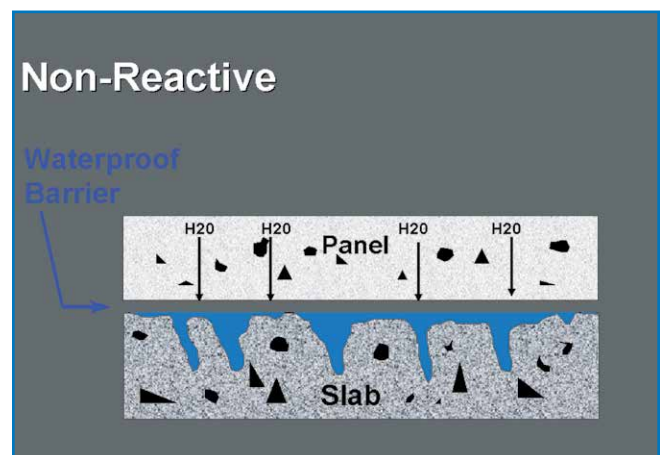 Non-Reactive
Waterproof
Barrier
H20 H20 H20 H20
Panel
Slab